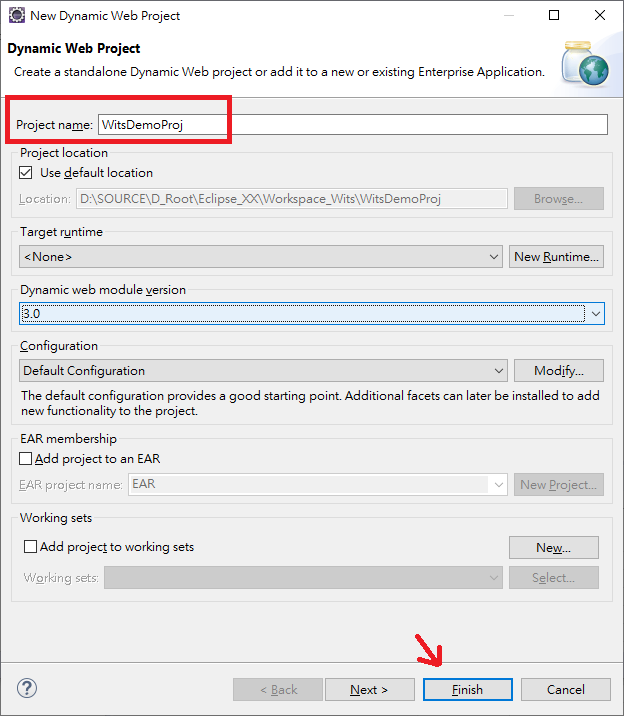 New Dynamic Web Project
Dynamic Web Project
Create a standalone Dynamic Web project or add it to a new or existing Enterprise Application.
Project name: WitsDemoProj
Project location
Use default location
Location: D:\SOURCE\D_Root\Eclipse_XX\Workspace_Wits\WitsDemoProj Browse...
Target runtime
<None> New Runtime...
Dynamic web module version
3.0
Configuration
Default Configuration Modify...
The default configuration provides a good starting point. Additional facets can later be installed to add
new functionality to the project.
EAR membership
Add project to an EAR
EAR project name: EAR New Project...
Working sets
Add project to working sets New...
Working sets: Select...
? < Back Next > Finish Cancel